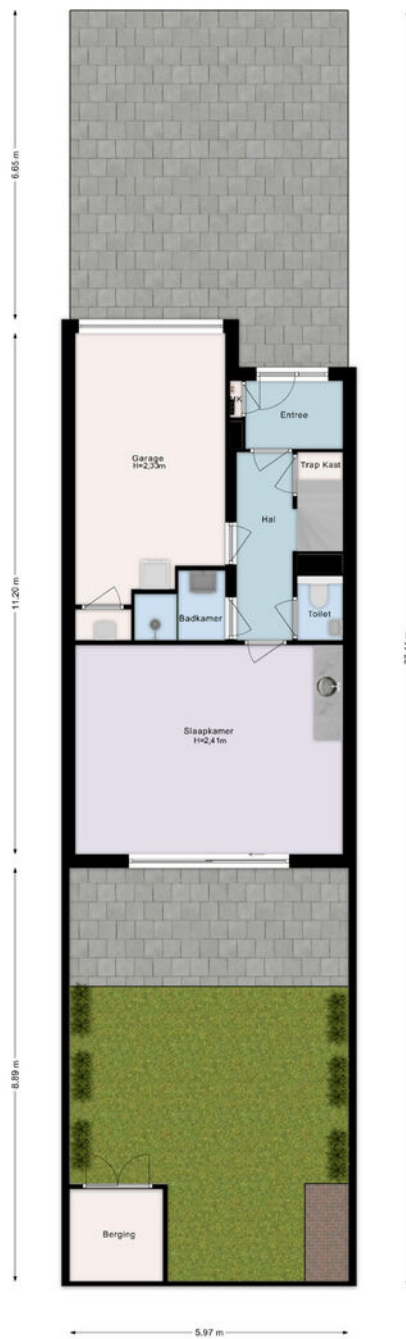 6.65 m
MK
Entree
Garage
H=2,33m
Trap Kast
Hal
11.20 m
Badkamer
Toilet
Slaapkamer
H=2,41m
8.89 m
Berging
5.97 m